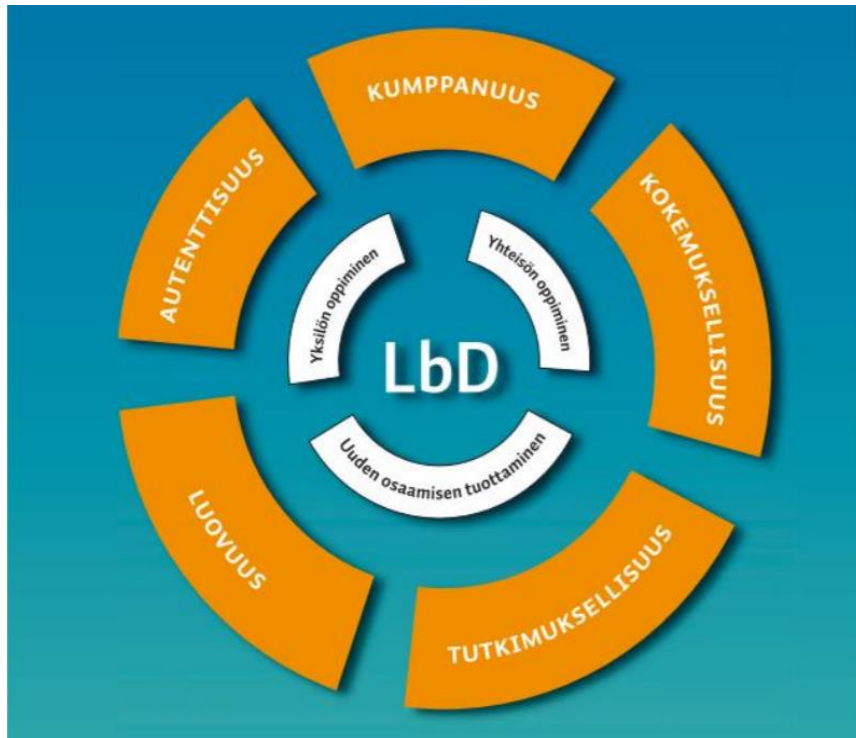 KUMPPANUUS
KOKEMUKSELLISUUS
TUTKIMUKSELLISUUS
LUOVUUS
AUTENTTISUUS
Yksilön oppiminen
Yhteisön oppiminen
Uuden osaamisen tuottaminen
LbD